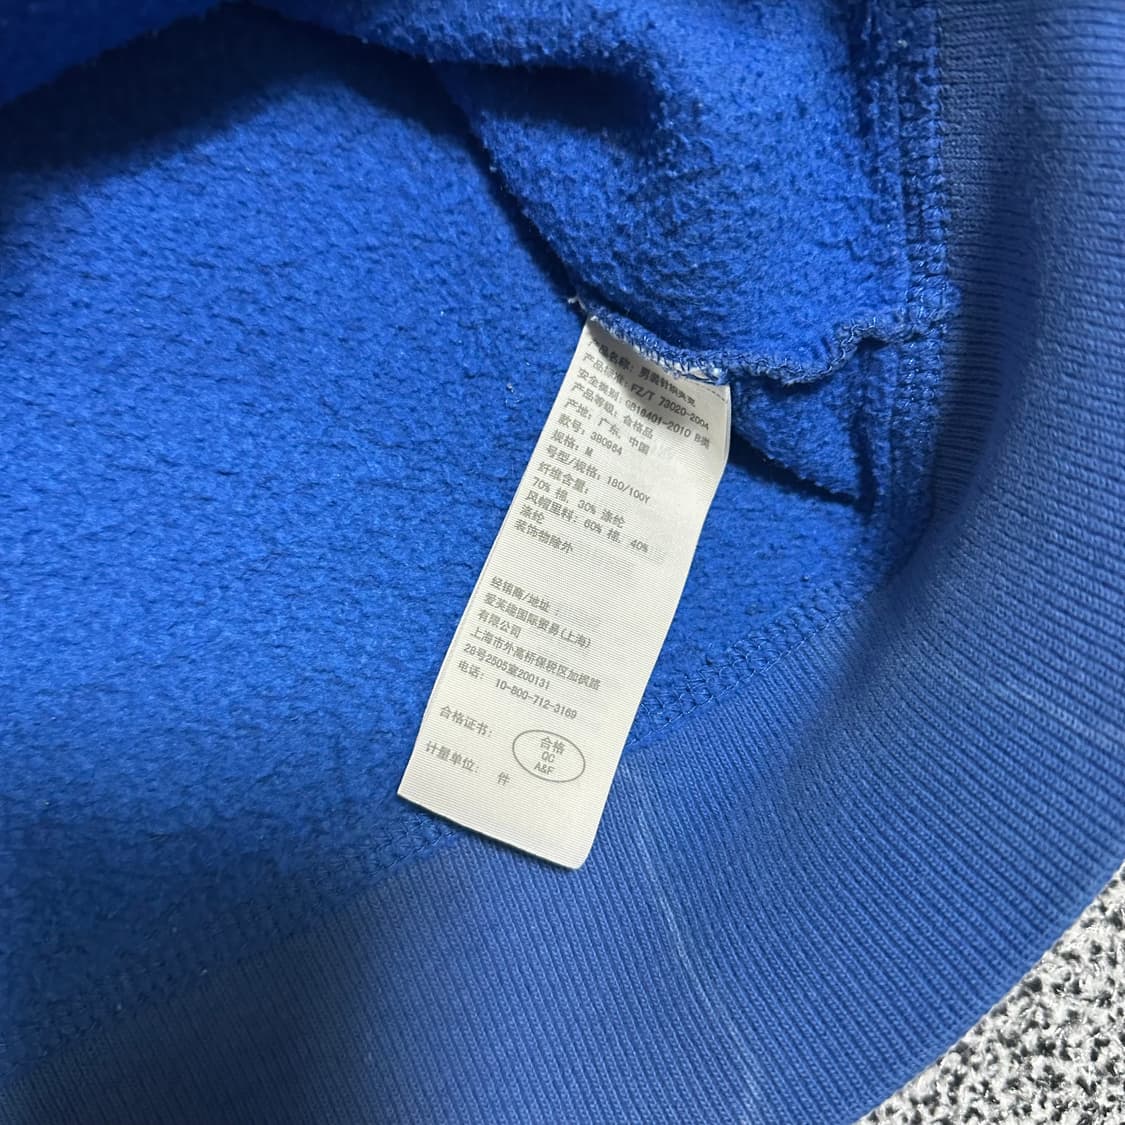 产品名称: 男装针织夹克
产品标准: FZ/T 73020-2004
安全类别: GB18401-2010 B类
产品等级: 合格品
产地: 广东, 中国
款号: 380984
规格: M
号型/规格: 180/100Y
纤维含量:
70% 棉, 30% 涤纶
风帽里料: 60% 棉, 40%
涤纶
装饰物除外
经销商/地址:
爱芙趣国际贸易(上海)
有限公司
上海市外高桥保税区加枫路
28号2505室200131
电话: 10-800-712-3169
合格证书:
合格
QC
A&F
计量单位: 件